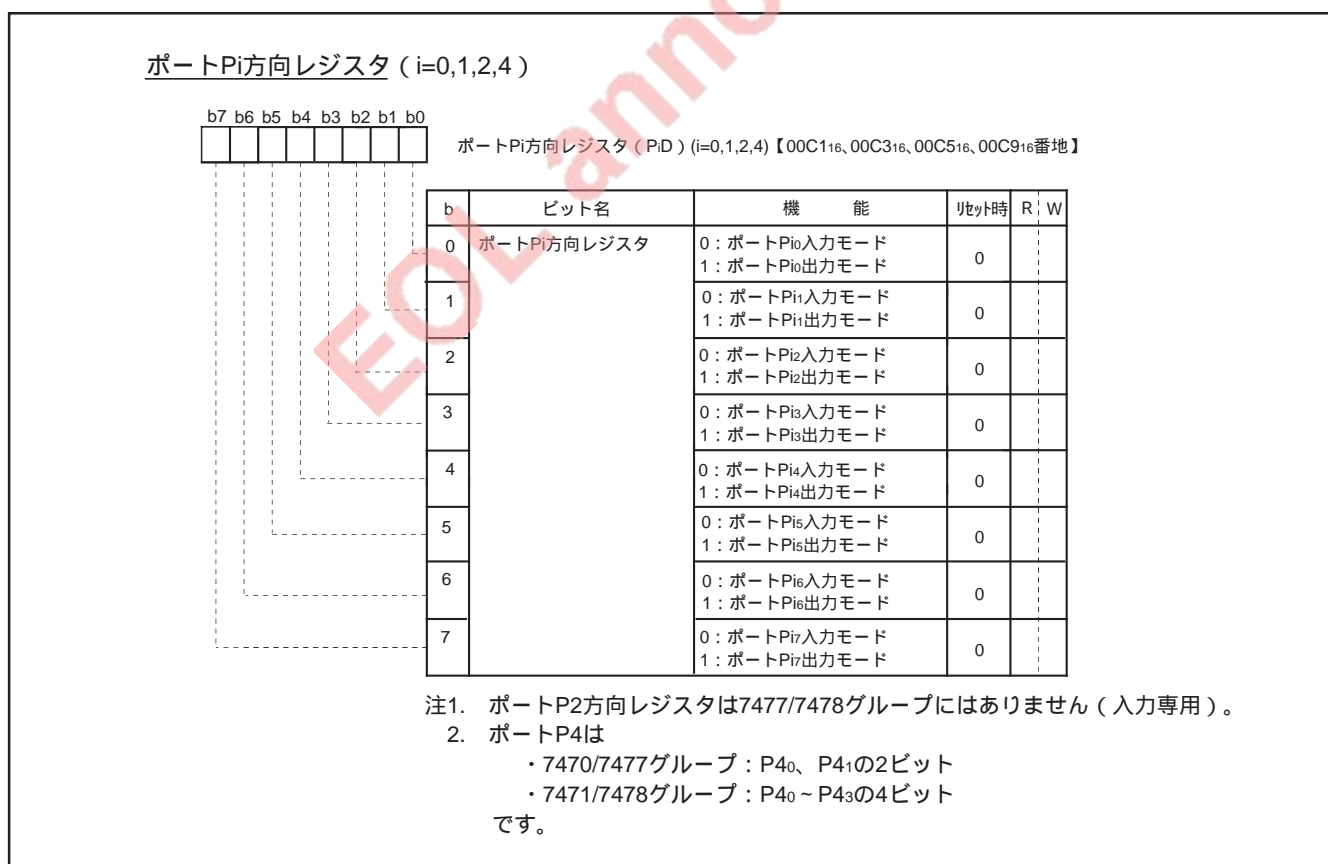 EOL anno
ポートPi方向レジスタ（i=0,1,2,4）
b7 b6 b5 b4 b3 b2 b1 b0
ポートPi方向レジスタ（PiD）(i=0,1,2,4)【00C116、00C316、00C516、00C916番地】
b ビット名 機 能 リセット時 R W
0 ポートPi方向レジスタ 0：ポートPi0入力モード
1：ポートPi0出力モード 0
1 0：ポートPi1入力モード
1：ポートPi1出力モード 0
2 0：ポートPi2入力モード
1：ポートPi2出力モード 0
3 0：ポートPi3入力モード
1：ポートPi3出力モード 0
4 0：ポートPi4入力モード
1：ポートPi4出力モード 0
5 0：ポートPi5入力モード
1：ポートPi5出力モード 0
6 0：ポートPi6入力モード
1：ポートPi6出力モード 0
7 0：ポートPi7入力モード
1：ポートPi7出力モード 0
注1. ポートP2方向レジスタは7477/7478グループにはありません（入力専用）。
2. ポートP4は
・7470/7477グループ：P40、P41の2ビット
・7471/7478グループ：P40～P43の4ビット
です。